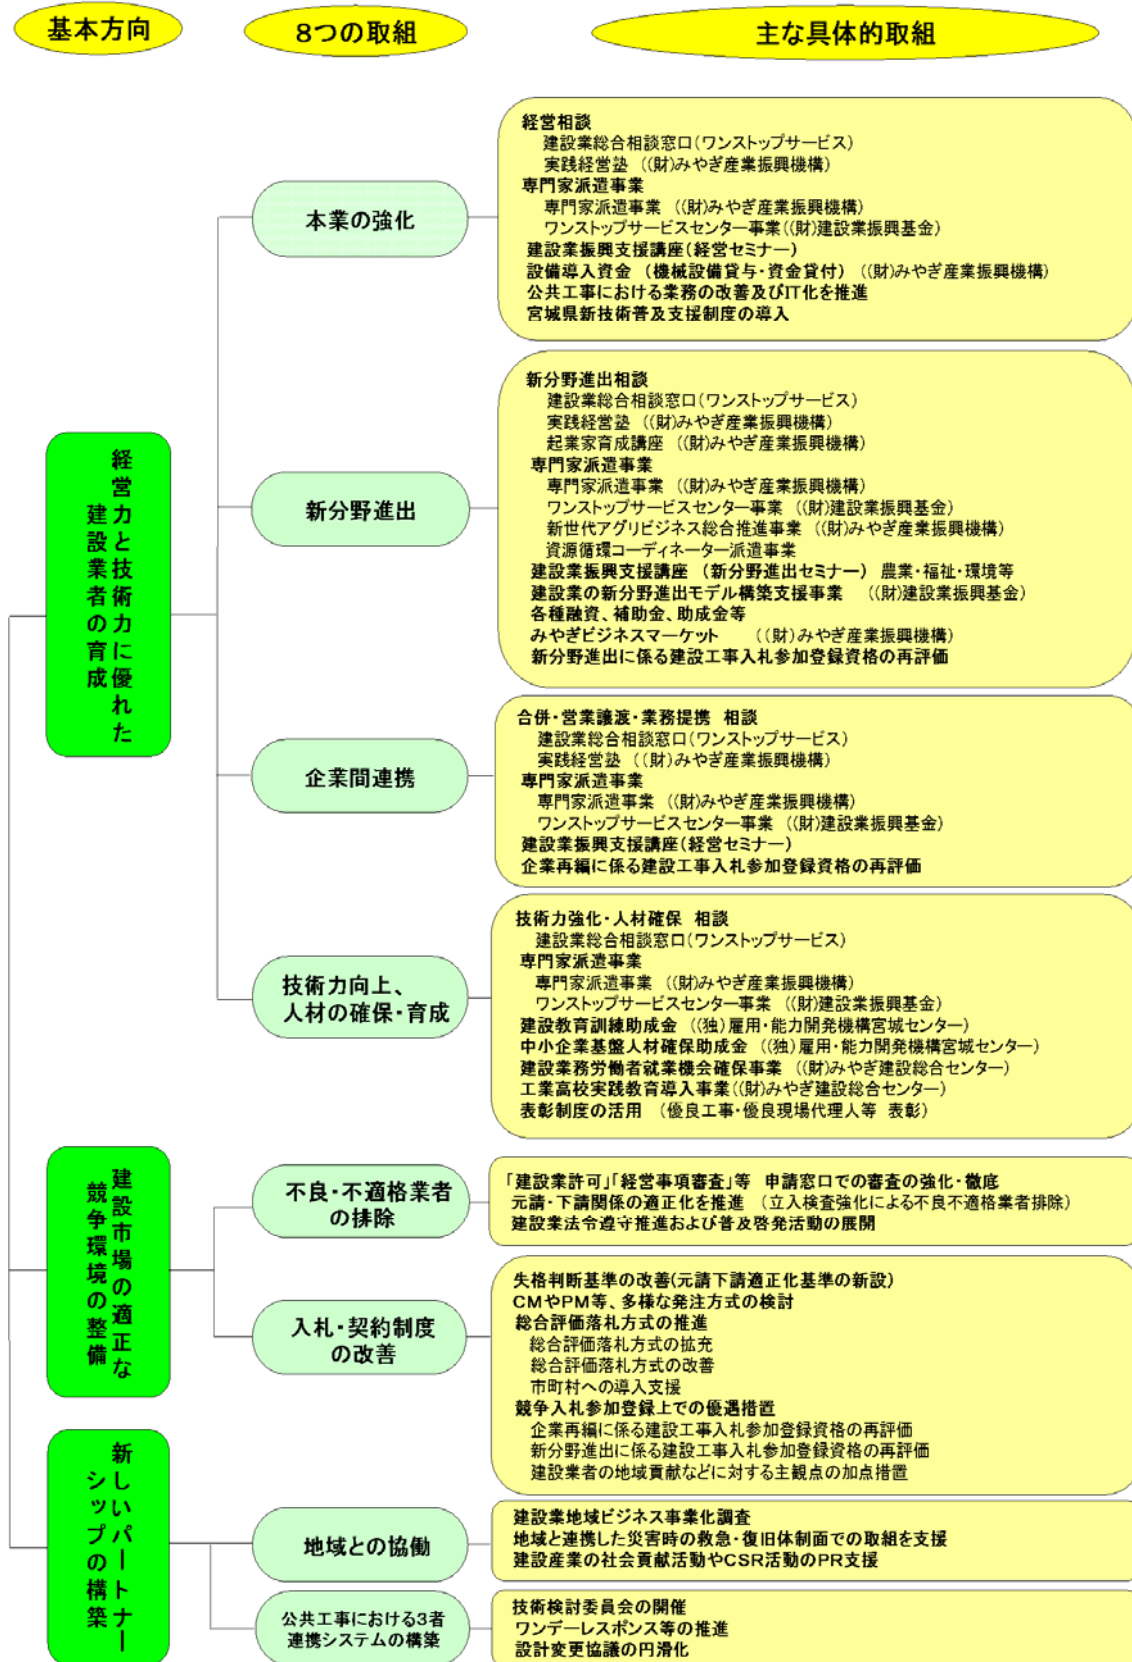 基本方向
8つの取組
主な具体的取組
経営力と技術力に優れた
建設業者の育成
本業の強化
経営相談
建設業総合相談窓口(ワンストップサービス)
実践経営塾 ((財)みやぎ産業振興機構)
専門家派遣事業
専門家派遣事業 ((財)みやぎ産業振興機構)
ワンストップサービスセンター事業((財)建設業振興基金)
建設業振興支援講座(経営セミナー)
設備導入資金 (機械設備貸与・資金貸付) ((財)みやぎ産業振興機構)
公共工事における業務の改善及びIT化を推進
宮城県新技術普及支援制度の導入
新分野進出
新分野進出相談
建設業総合相談窓口(ワンストップサービス)
実践経営塾 ((財)みやぎ産業振興機構)
起業家育成講座 ((財)みやぎ産業振興機構)
専門家派遣事業
専門家派遣事業 ((財)みやぎ産業振興機構)
ワンストップサービスセンター事業 ((財)建設業振興基金)
新世代アグリビジネス総合推進事業 ((財)みやぎ産業振興機構)
資源循環コーディネーター派遣事業
建設業振興支援講座 (新分野進出セミナー) 農業・福祉・環境等
建設業の新分野進出モデル構築支援事業 ((財)建設業振興基金)
各種融資、補助金、助成金等
みやぎビジネスマーケット ((財)みやぎ産業振興機構)
新分野進出に係る建設工事入札参加登録資格の再評価
企業間連携
合併・営業譲渡・業務提携 相談
建設業総合相談窓口(ワンストップサービス)
実践経営塾 ((財)みやぎ産業振興機構)
専門家派遣事業
専門家派遣事業 ((財)みやぎ産業振興機構)
ワンストップサービスセンター事業 ((財)建設業振興基金)
建設業振興支援講座(経営セミナー)
企業再編に係る建設工事入札参加登録資格の再評価
技術力向上、
人材の確保・育成
技術力強化・人材確保 相談
建設業総合相談窓口(ワンストップサービス)
専門家派遣事業
専門家派遣事業 ((財)みやぎ産業振興機構)
ワンストップサービスセンター事業 ((財)建設業振興基金)
建設教育訓練助成金 ((独)雇用・能力開発機構宮城センター)
中小企業基盤人材確保助成金 ((独)雇用・能力開発機構宮城センター)
建設業務労働者就業機会確保事業 ((財)みやぎ建設総合センター)
工業高校実践教育導入事業((財)みやぎ建設総合センター)
表彰制度の活用 (優良工事・優良現場代理人等 表彰)
建設市場の適正な
競争環境の整備
不良・不適格業者
の排除
「建設業許可」「経営事項審査」等 申請窓口での審査の強化・徹底
元請・下請関係の適正化を推進 (立入検査強化による不良不適格業者排除)
建設業法令遵守推進および普及啓発活動の展開
入札・契約制度
の改善
失格判断基準の改善(元請下請適正化基準の新設)
CMやPM等、多様な発注方式の検討
総合評価落札方式の推進
総合評価落札方式の拡充
総合評価落札方式の改善
市町村への導入支援
競争入札参加登録上での優遇措置
企業再編に係る建設工事入札参加登録資格の再評価
新分野進出に係る建設工事入札参加登録資格の再評価
建設業者の地域貢献などに対する主観点の加点措置
新しいパートナー
シップの構築
地域との協働
建設業地域ビジネス事業化調査
地域と連携した災害時の救急・復旧体制面での取組を支援
建設産業の社会貢献活動やCSR活動のPR支援
公共工事における3者
連携システムの構築
技術検討委員会の開催
ワンデーレスポンス等の推進
設計変更協議の円滑化